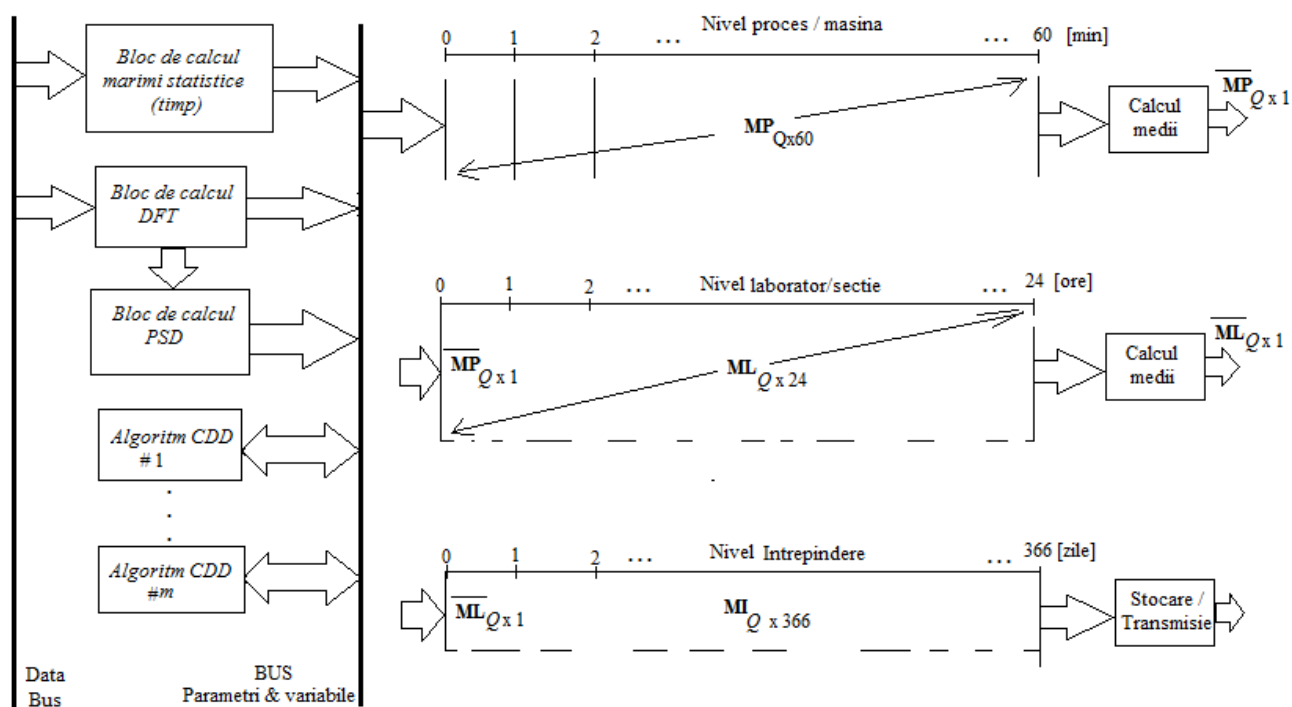 Bloc de calcul
marimi statistice
(timp)
Bloc de calcul
DFT
Bloc de calcul
PSD
Algoritm CDD
# 1
.
.
.
Algoritm CDD
#m
Data
Bus
BUS
Parametri & variabile
Nivel proces / masina
0 1 2 ... ... 60 [min]
MP Qx60
Calcul
medii
MP Q x 1
Nivel laborator/sectie
0 1 2 ... ... 24 [ore]
MP Q x 1
ML Q x 24
Calcul
medii
ML Q x 1
Nivel Intrepindere
0 1 2 ... ... 366 [zile]
ML Q x 1
MI Q x 366
Stocare /
Transmisie